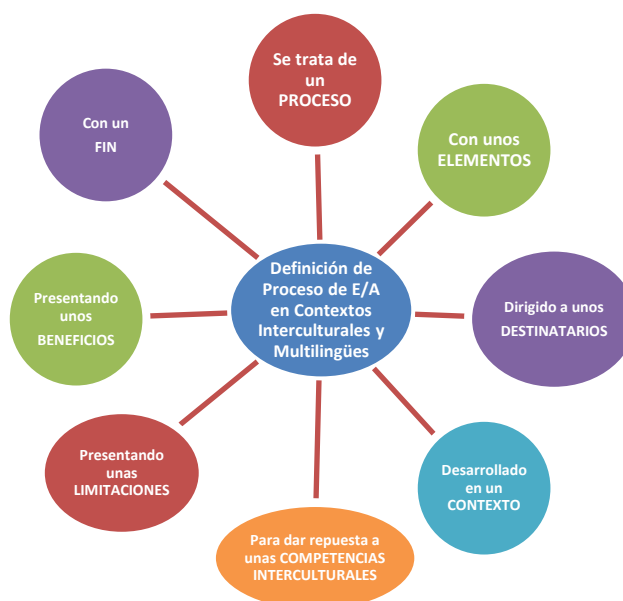 Se trata de
un
PROCESO
Con unos
ELEMENTOS
Dirigido a unos
DESTINATARIOS
Desarrollado
en un
CONTEXTO
Para dar repuesta a
unas COMPETENCIAS
INTERCULTURALES
Presentando
unas
LIMITACIONES
Presentando
unos
BENEFICIOS
Con un
FIN
Definición de
Proceso de E/A
en Contextos
Interculturales y
Multilingües